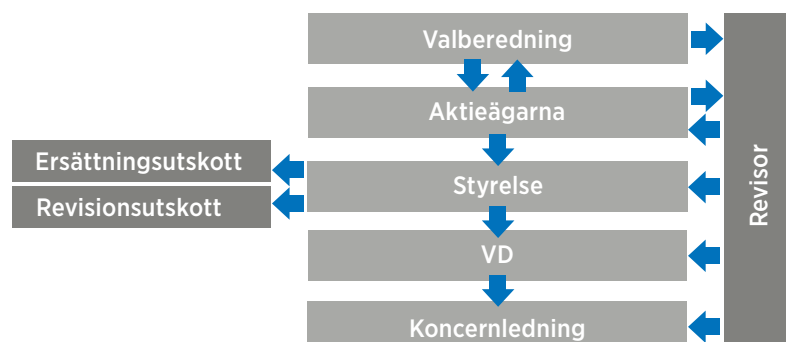 Valberedning
Aktieägarna
Ersättningsutskott
Revisionsutskott
Styrelse
VD
Koncernledning
Revisor